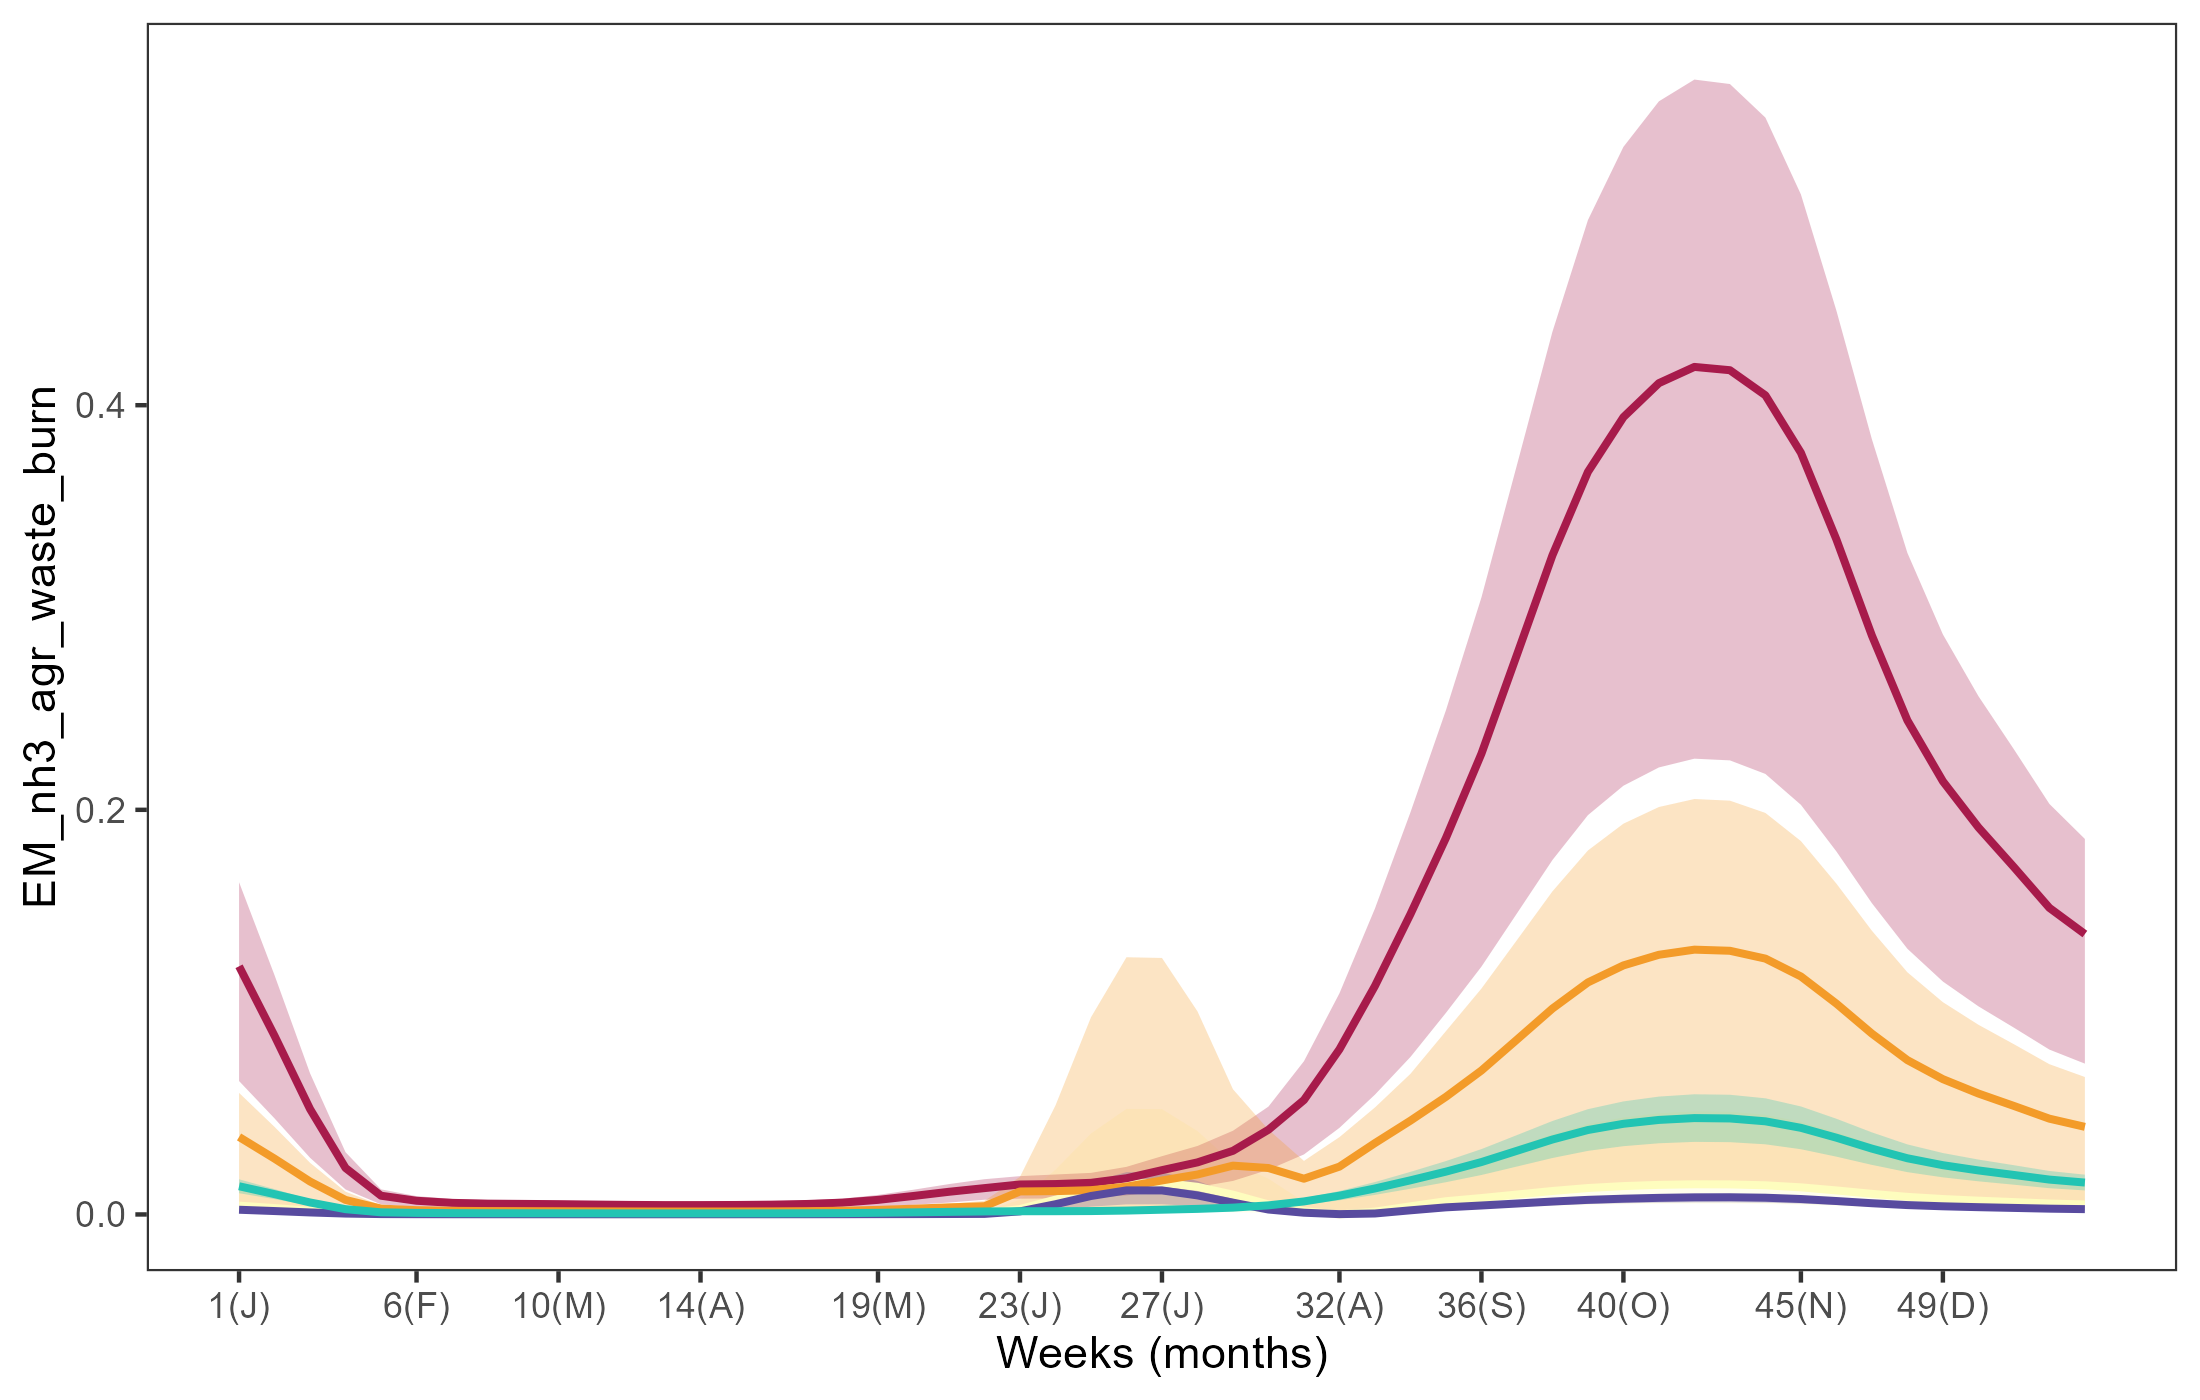 EM_nh3_agr_waste_burn
0.4
0.2
0.0
1(J) 6(F) 10(M) 14(A) 19(M) 23(J) 27(J) 32(A) 36(S) 40(O) 45(N) 49(D)
Weeks (months)